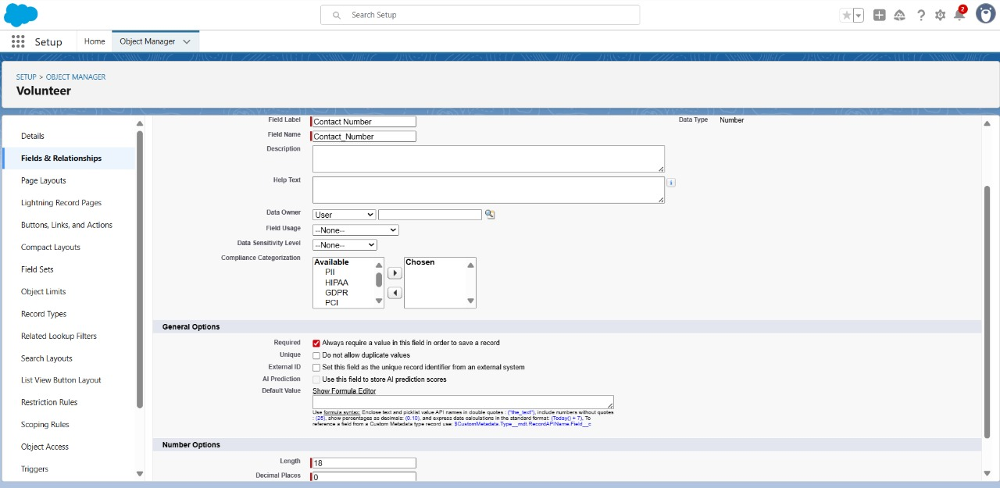 Search Setup
2
Setup
Home
Object Manager
SETUP > OBJECT MANAGER
Volunteer
Details
Fields & Relationships
Page Layouts
Lightning Record Pages
Buttons, Links, and Actions
Compact Layouts
Field Sets
Object Limits
Record Types
Related Lookup Filters
Search Layouts
List View Button Layout
Restriction Rules
Scoping Rules
Object Access
Triggers
Field Label Contact Number Data Type Number
Field Name Contact_Number
Description
Help Text
Data Owner User
Field Usage --None--
Data Sensitivity Level --None--
Compliance Categorization
Available Chosen
PII
HIPAA
GDPR
PCI
General Options
Required Always require a value in this field in order to save a record
Unique Do not allow duplicate values
External ID Set this field as the unique record identifier from an external system
AI Prediction Use this field to store AI prediction scores
Default Value Show Formula Editor
Use formula syntax: Enclose text and picklist value API names in double quotes : ("the_text"), include numbers without quotes
: (25), show percentages as decimals: (0.10), and express date calculations in the standard format: (Today() + 7). To
reference a field from a Custom Metadata type record use: $CustomMetadata.Type__mdt.RecordAPIName.Field__c
Number Options
Length 18
Decimal Places 0